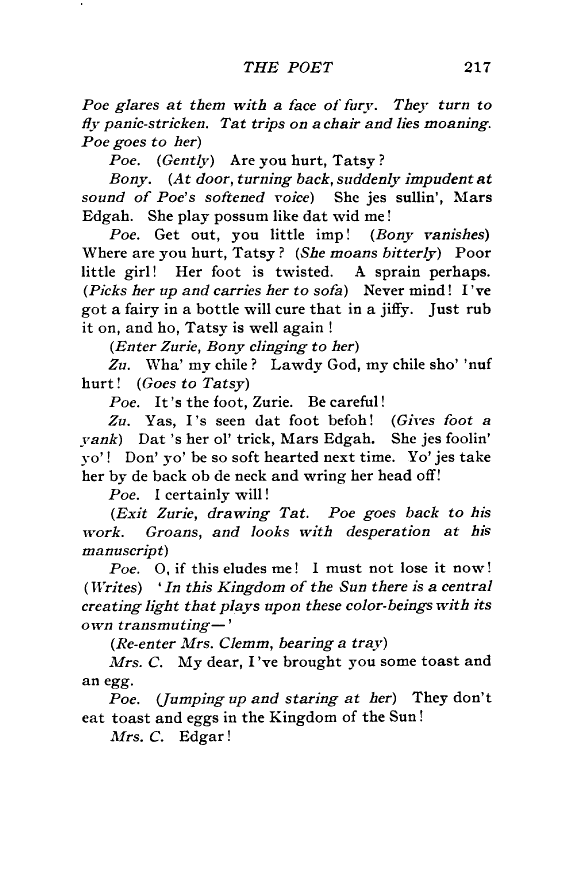 THE POET 217
Poe glares at them with a face of fury. They turn to
fly panic-stricken. Tat trips on a chair and lies moaning.
Poe goes to her)
Poe. (Gently) Are you hurt, Tatsy?
Bony. (At door, turning back, suddenly impudent at
sound of Poe's softened voice) She jes sullin', Mars
Edgah. She play possum like dat wid me!
Poe. Get out, you little imp! (Bony vanishes)
Where are you hurt, Tatsy? (She moans bitterly) Poor
little girl! Her foot is twisted. A sprain perhaps.
(Picks her up and carries her to sofa) Never mind! I've
got a fairy in a bottle will cure that in a jiffy. Just rub
it on, and ho, Tatsy is well again!
(Enter Zurie, Bony clinging to her)
Zu. Wha' my chile? Lawdy God, my chile sho' 'nuf
hurt! (Goes to Tatsy)
Poe. It's the foot, Zurie. Be careful!
Zu. Yas, I's seen dat foot befoh! (Gives foot a
yank) Dat 's her ol' trick, Mars Edgah. She jes foolin'
yo'! Don' yo' be so soft hearted next time. Yo' jes take
her by de back ob de neck and wring her head off!
Poe. I certainly will!
(Exit Zurie, drawing Tat. Poe goes back to his
work. Groans, and looks with desperation at his
manuscript)
Poe. O, if this eludes me! I must not lose it now!
(Writes) 'In this Kingdom of the Sun there is a central
creating light that plays upon these color-beings with its
own transmuting—'
(Re-enter Mrs. Clemm, bearing a tray)
Mrs. C. My dear, I've brought you some toast and
an egg.
Poe. (Jumping up and staring at her) They don't
eat toast and eggs in the Kingdom of the Sun!
Mrs. C. Edgar!